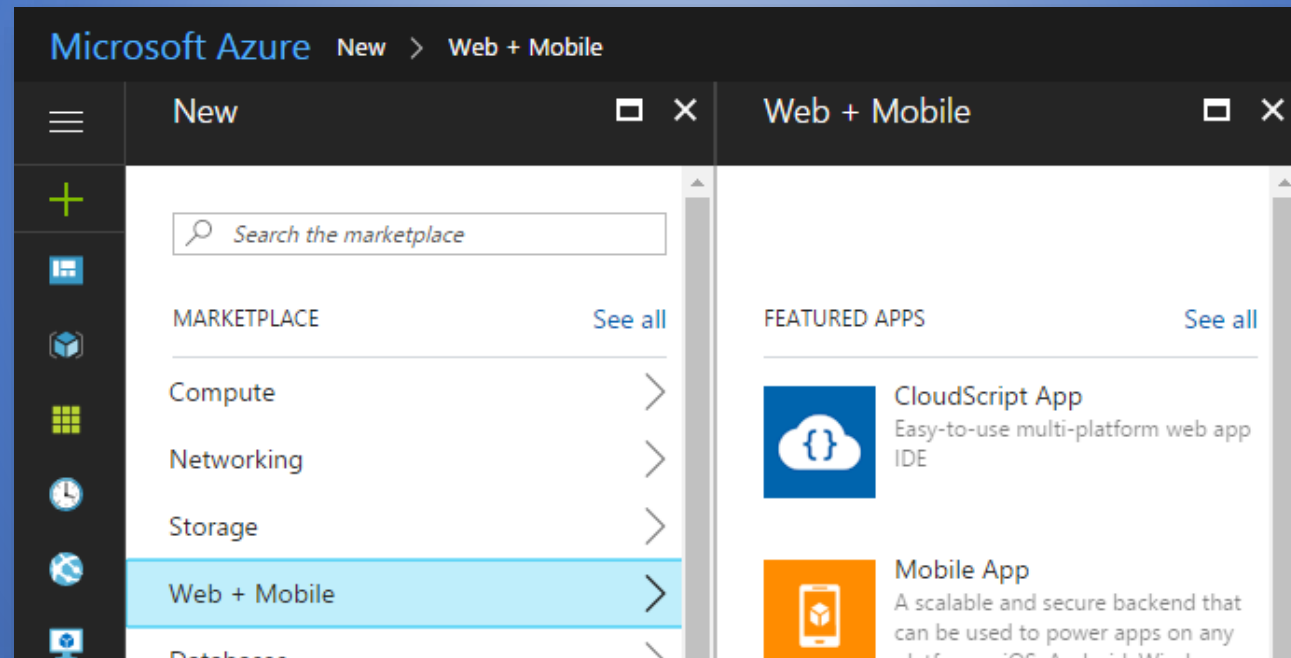 Microsoft Azure New > Web + Mobile
New
Web + Mobile
Search the marketplace
MARKETPLACE See all
Compute
Networking
Storage
Web + Mobile
Databases
FEATURED APPS See all
CloudScript App
Easy-to-use multi-platform web app
IDE
Mobile App
A scalable and secure backend that
can be used to power apps on any